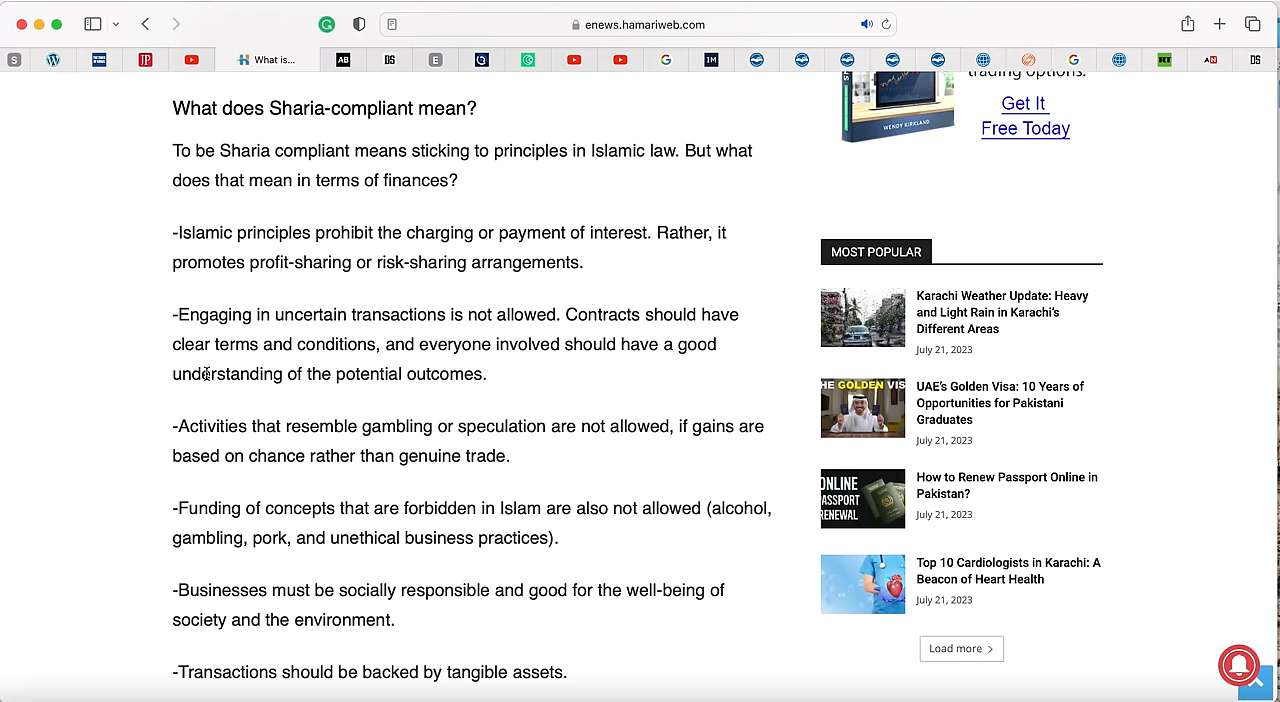 enews.hamariweb.com
S
JP
What is...
AB
DS
E
IM
G
G
RT
AN
DS
What does Sharia-compliant mean?
To be Sharia compliant means sticking to principles in Islamic law. But what
does that mean in terms of finances?
-Islamic principles prohibit the charging or payment of interest. Rather, it
promotes profit-sharing or risk-sharing arrangements.
-Engaging in uncertain transactions is not allowed. Contracts should have
clear terms and conditions, and everyone involved should have a good
understanding of the potential outcomes.
-Activities that resemble gambling or speculation are not allowed, if gains are
based on chance rather than genuine trade.
-Funding of concepts that are forbidden in Islam are also not allowed (alcohol,
gambling, pork, and unethical business practices).
-Businesses must be socially responsible and good for the well-being of
society and the environment.
-Transactions should be backed by tangible assets.
trading options.
WENDY KIRKLAND
Get It
Free Today
MOST POPULAR
Karachi Weather Update: Heavy
and Light Rain in Karachi's
Different Areas
July 21, 2023
HE GOLDEN VIS
UAE's Golden Visa: 10 Years of
Opportunities for Pakistani
Graduates
July 21, 2023
ONLINE
PASSPORT
RENEWAL
How to Renew Passport Online in
Pakistan?
July 21, 2023
Top 10 Cardiologists in Karachi: A
Beacon of Heart Health
July 21, 2023
Load more